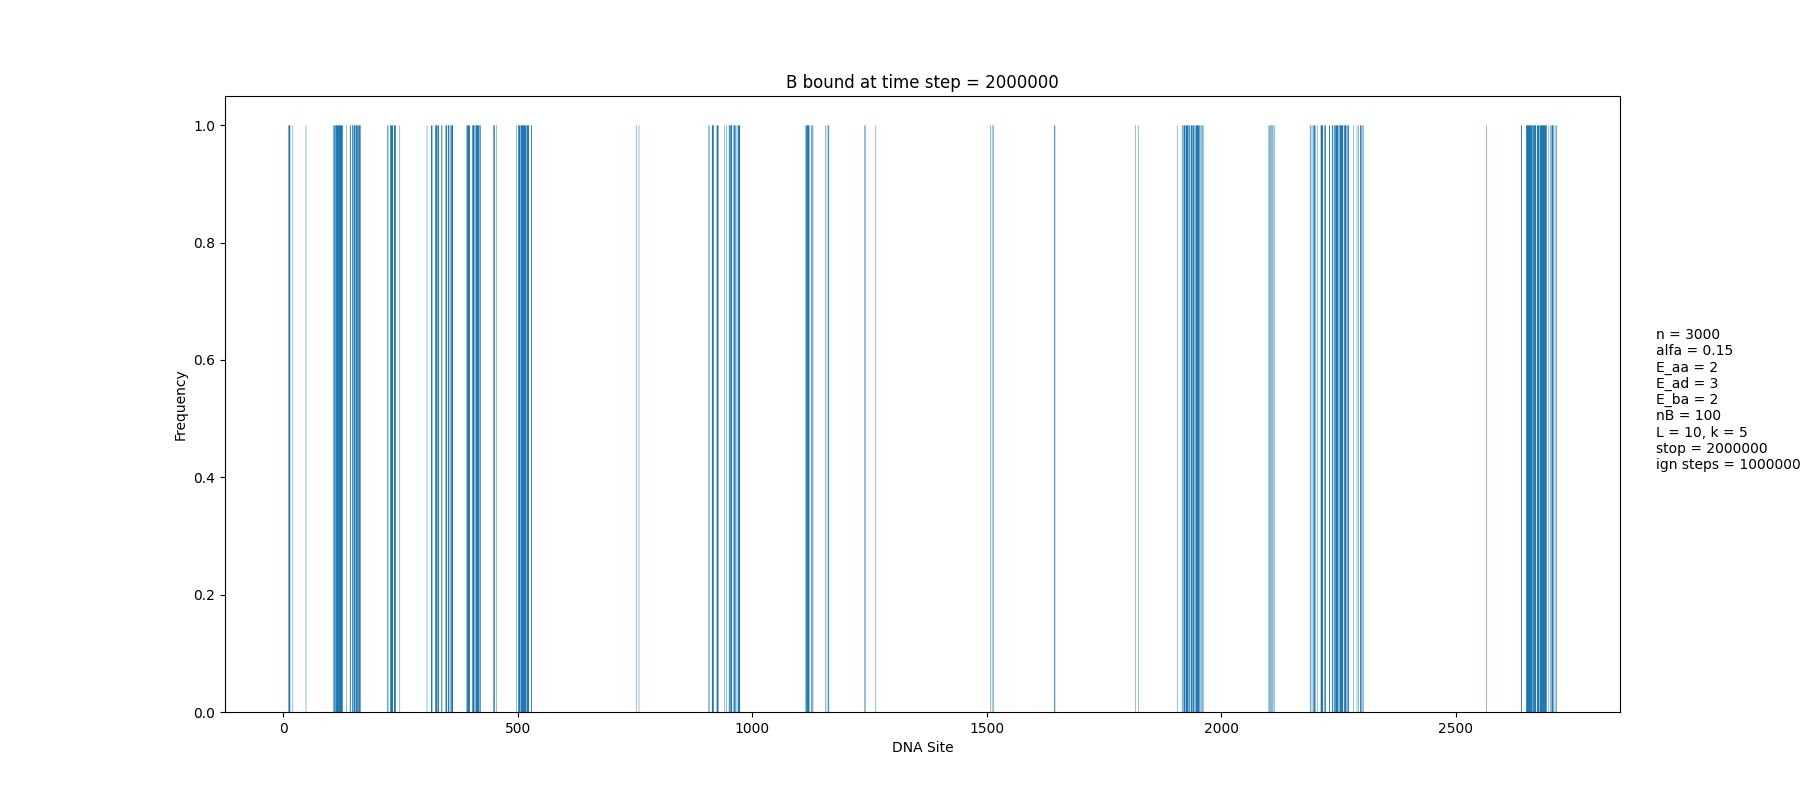 B bound at time step = 2000000
1.0
0.8
0.6
0.4
0.2
0.0
Frequency
0 500 1000 1500 2000 2500
DNA Site
n = 3000
alfa = 0.15
E_aa = 2
E_ad = 3
E_ba = 2
nB = 100
L = 10, k = 5
stop = 2000000
ign steps = 1000000